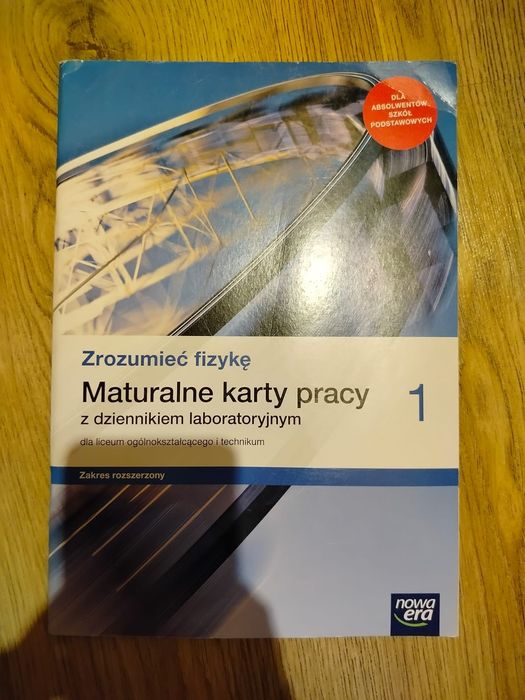 DLA
ABSOLWENTÓW
SZKÓŁ
PODSTAWOWYCH
Zrozumieć fizykę
Maturalne karty pracy 1
z dziennikiem laboratoryjnym
dla liceum ogólnokształcącego i technikum
Zakres rozszerzony
nowa
era